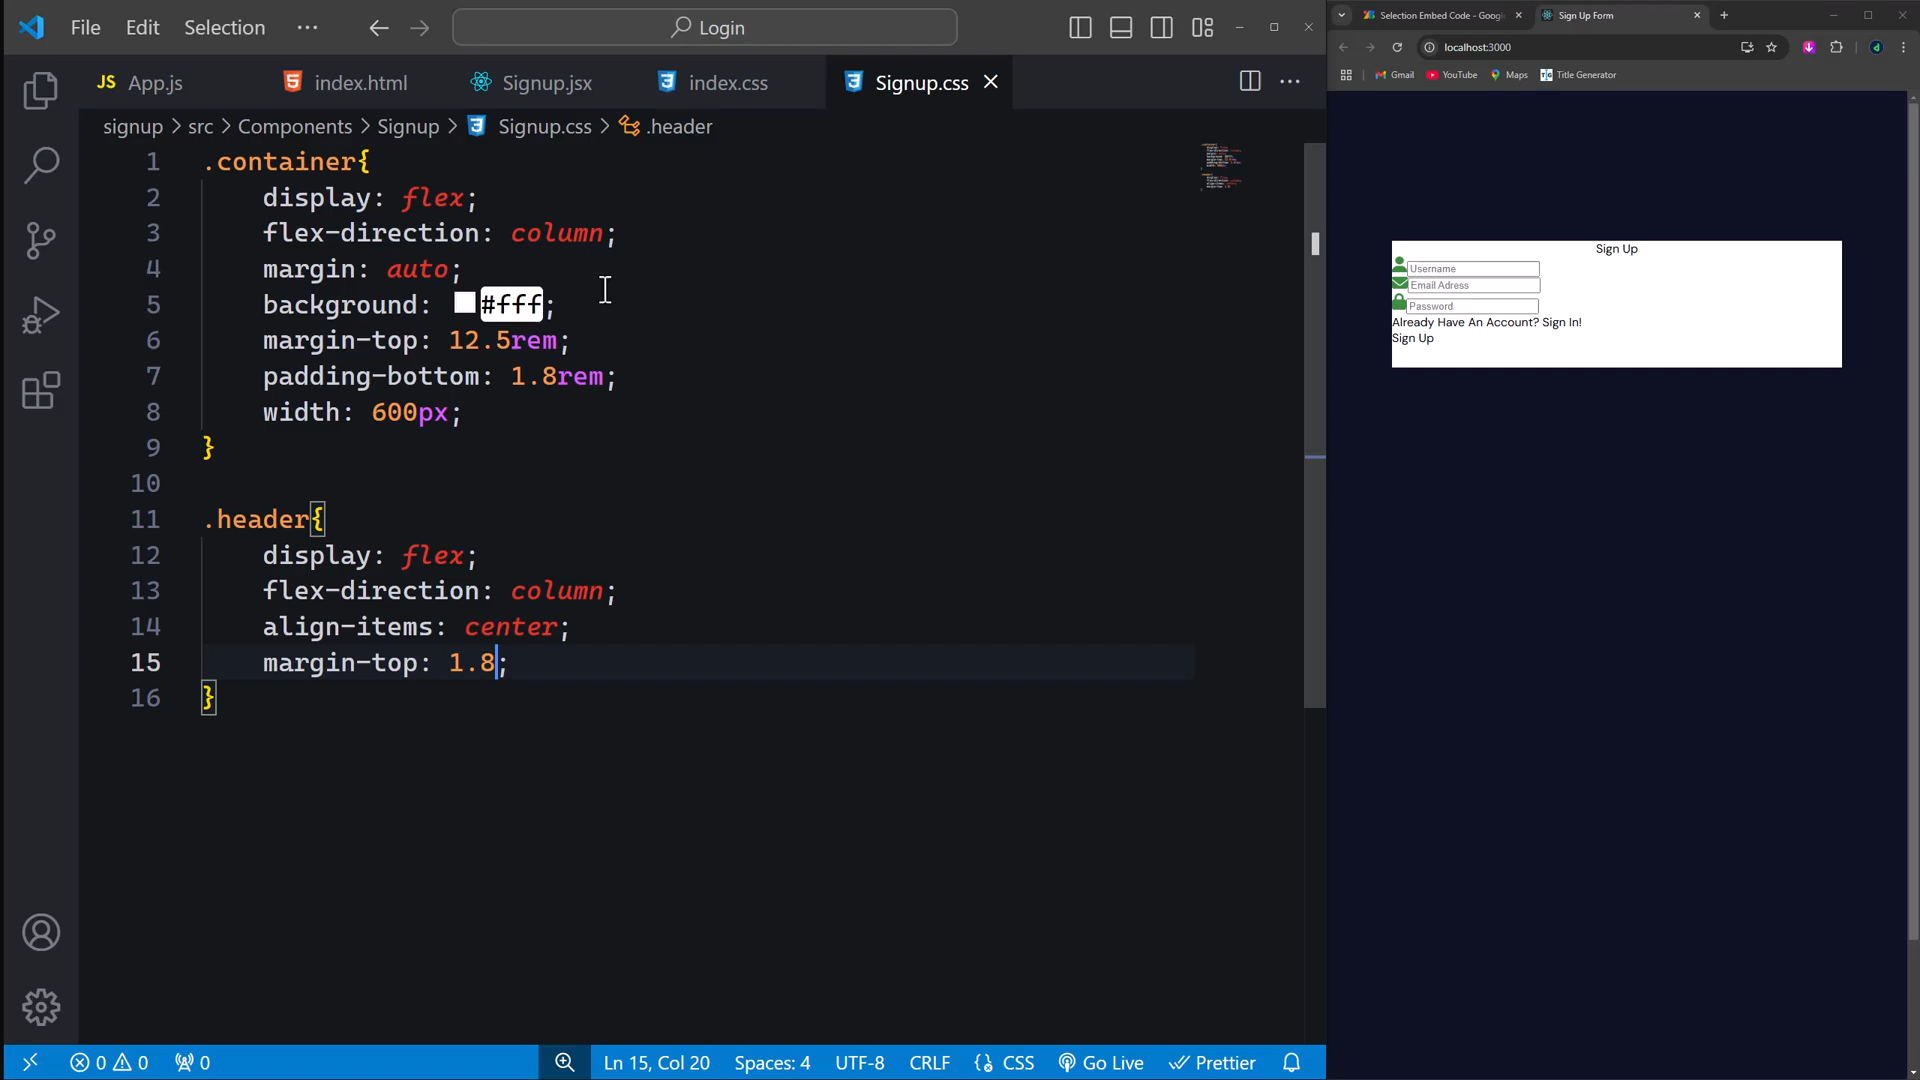 File Edit Selection ··· Login
JS App.js index.html Signup.jsx index.css Signup.css
signup > src > Components > Signup > Signup.css > .header
1 .container{
2 display: flex;
3 flex-direction: column;
4 margin: auto;
5 background: #fff;
6 margin-top: 12.5rem;
7 padding-bottom: 1.8rem;
8 width: 600px;
9 }
10
11 .header{
12 display: flex;
13 flex-direction: column;
14 align-items: center;
15 margin-top: 1.8;
16 }
0 0 0 Ln 15, Col 20 Spaces: 4 UTF-8 CRLF CSS Go Live Prettier
Selection Embed Code - Googl Sign Up Form
localhost:3000
Gmail YouTube Maps Title Generator
Sign Up
Username
Email Adress
Password
Already Have An Account? Sign In!
Sign Up